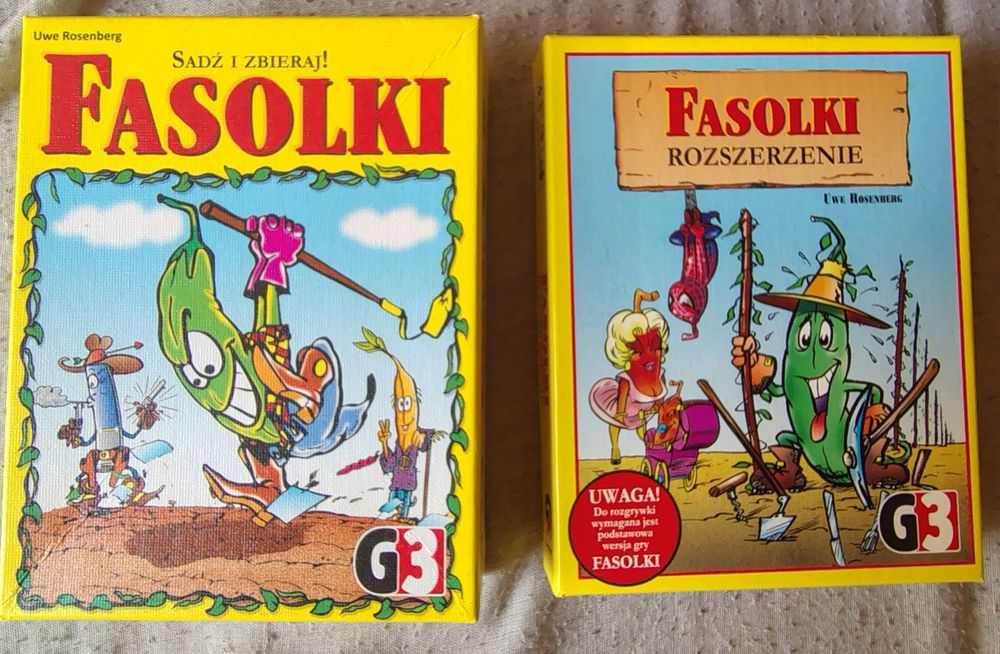 Uwe Rosenberg
SADŹ I ZBIERAJ!
FASOLKI
G3
FASOLKI
ROZSZERZENIE
UWE ROSENBERG
UWAGA!
Do rozgrywki
wymagana jest
podstawowa
wersja gry
FASOLKI
G3